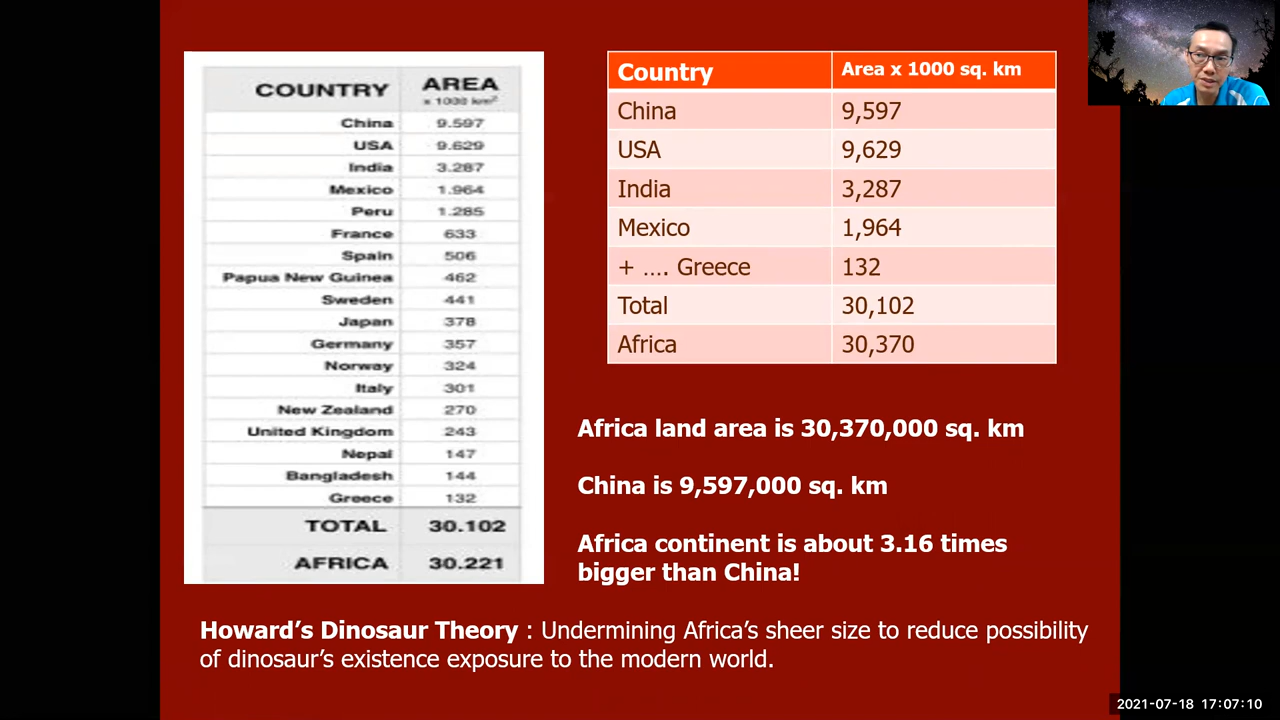 COUNTRY AREA
x 1000 km²
China 9.597
USA 9.629
India 3.287
Mexico 1.964
Peru 1.285
France 633
Spain 506
Papua New Guinea 462
Sweden 441
Japan 378
Germany 357
Norway 324
Italy 301
New Zealand 270
United Kingdom 243
Nepal 147
Bangladesh 144
Greece 132
TOTAL 30.102
AFRICA 30.221
Country Area x 1000 sq. km
China 9,597
USA 9,629
India 3,287
Mexico 1,964
+ .... Greece 132
Total 30,102
Africa 30,370
Africa land area is 30,370,000 sq. km
China is 9,597,000 sq. km
Africa continent is about 3.16 times
bigger than China!
Howard’s Dinosaur Theory : Undermining Africa’s sheer size to reduce possibility
of dinosaur’s existence exposure to the modern world.
2021-07-18 17:07:10